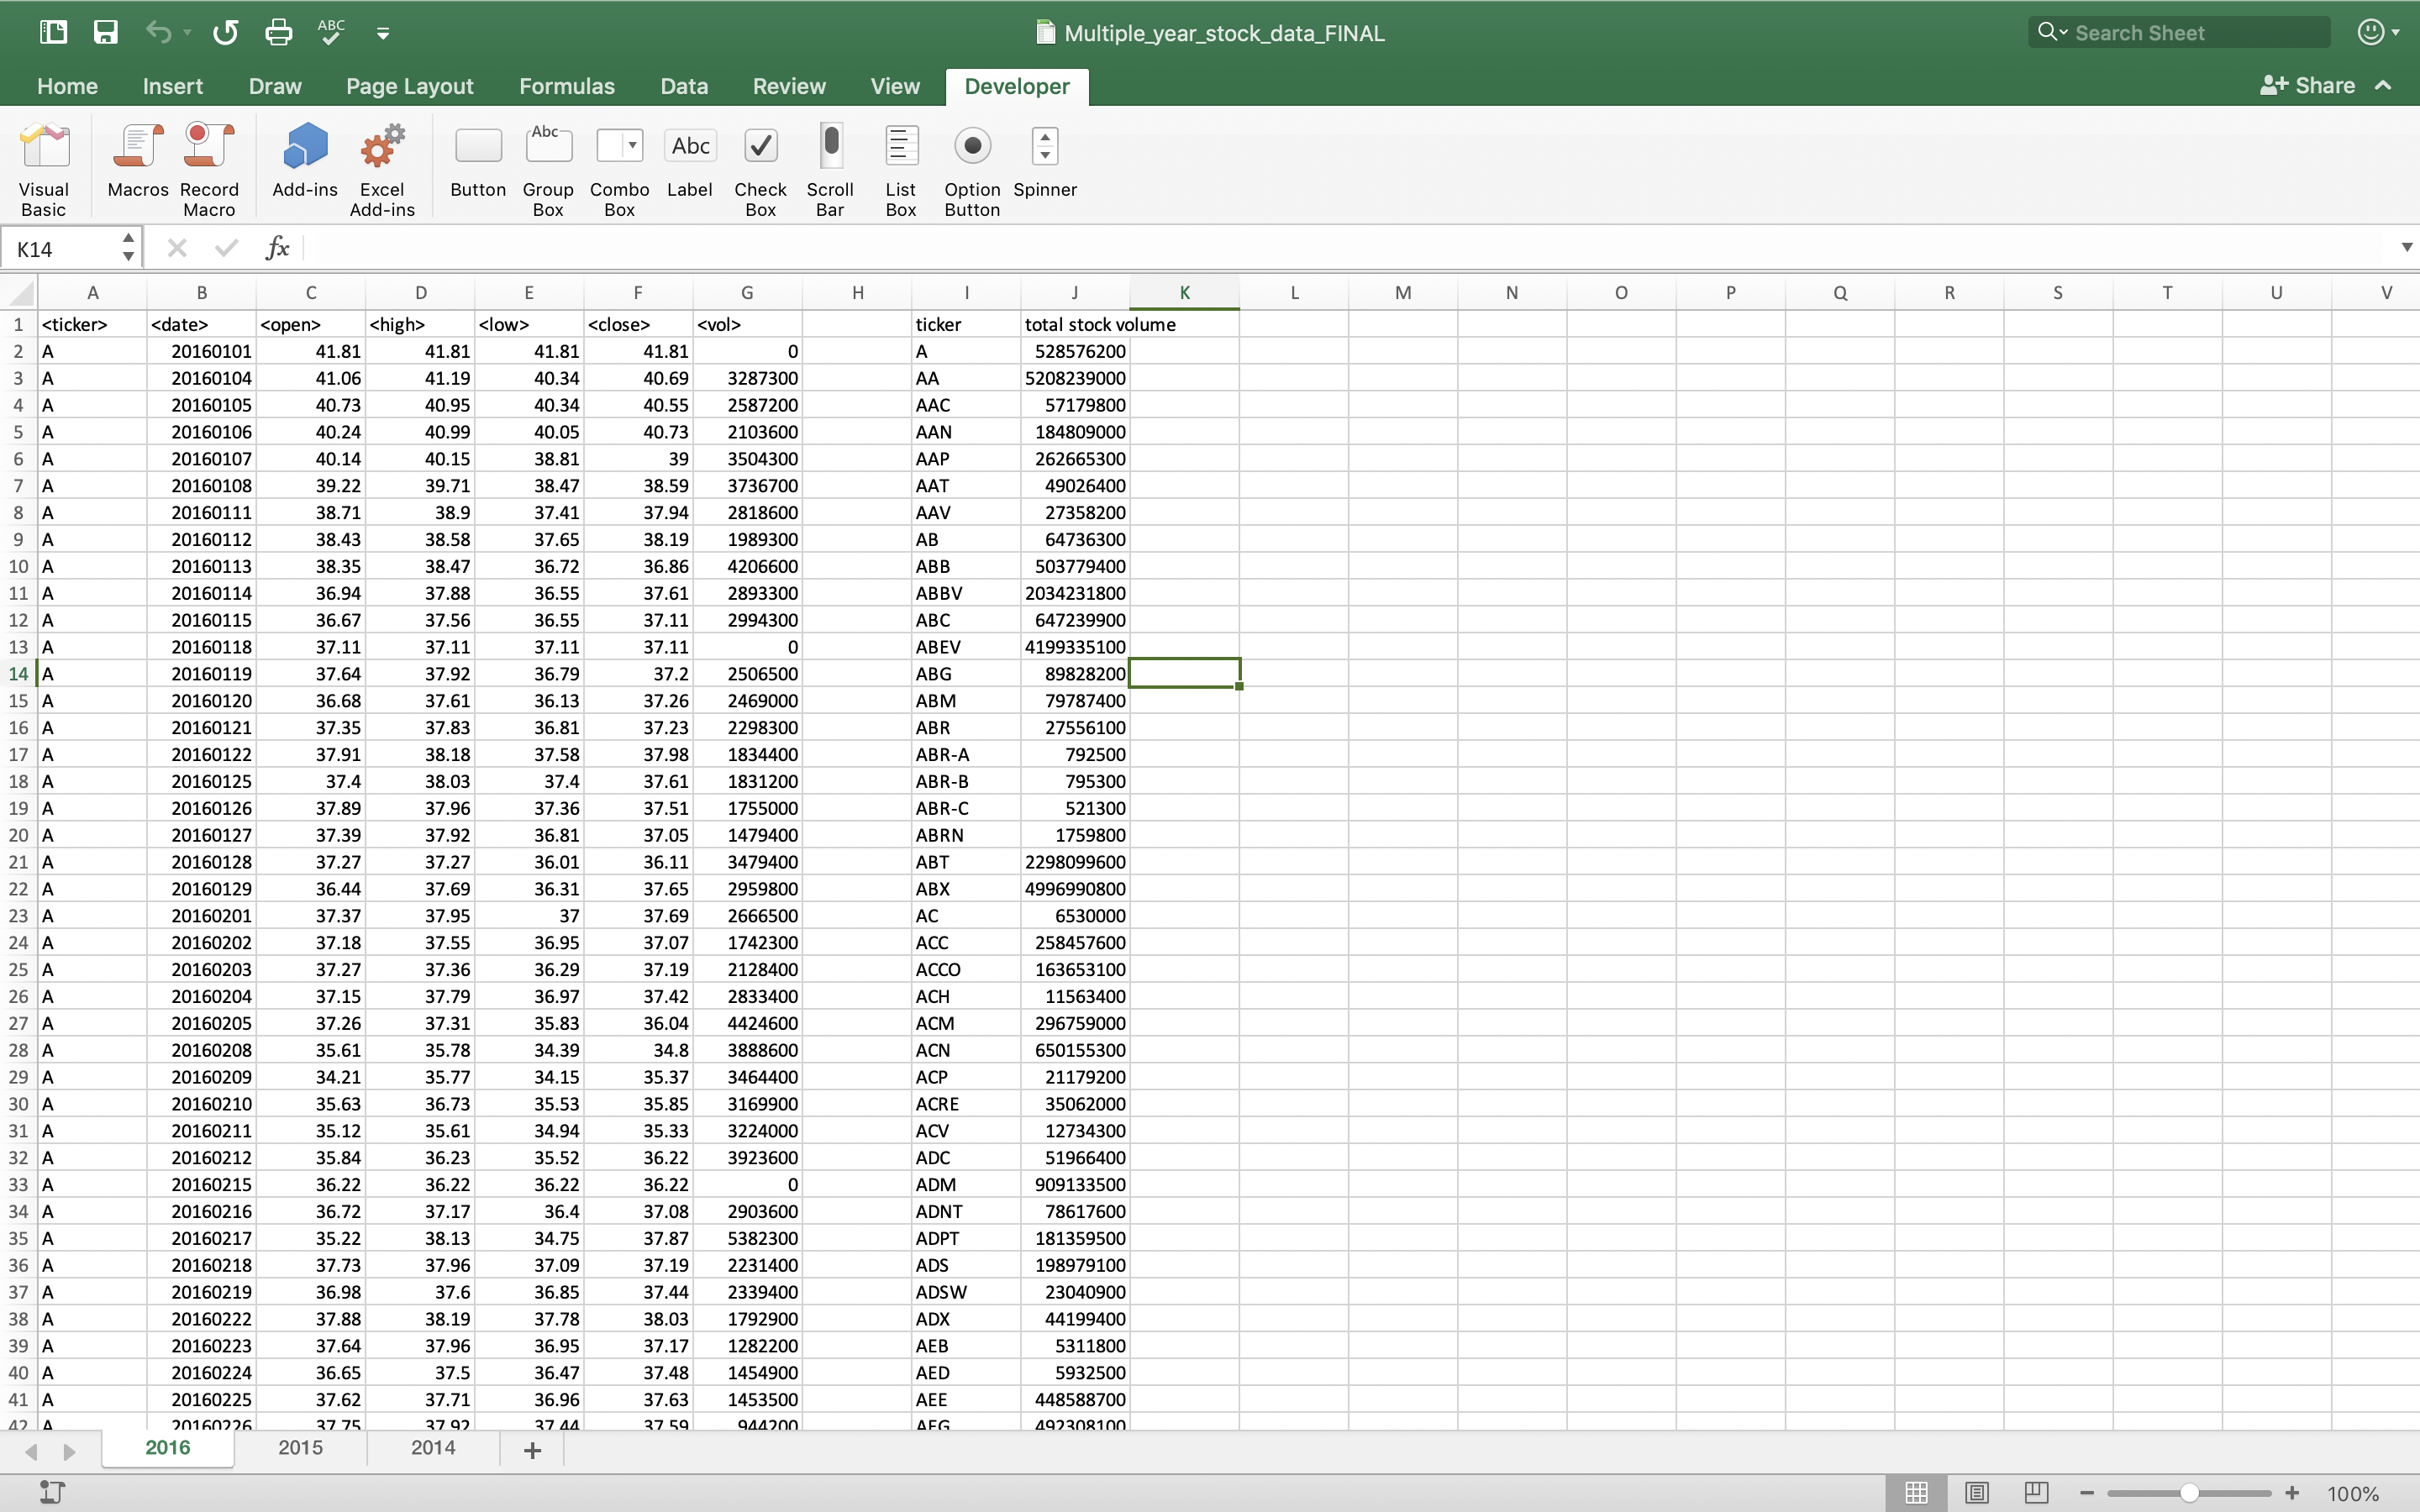 ABC
Multiple_year_stock_data_FINAL
Search Sheet
Home Insert Draw Page Layout Formulas Data Review View Developer Share
Abc Abc
Visual Basic Macros Record Macro Add-ins Excel Add-ins Button Group Box Combo Box Label Check Box Scroll Bar List Box Option Button Spinner
K14 fx
A B C D E F G H I J K L M N O P Q R S T U V
1 <ticker> <date> <open> <high> <low> <close> <vol> ticker total stock volume
2 A 20160101 41.81 41.81 41.81 41.81 0 A 528576200
3 A 20160104 41.06 41.19 40.34 40.69 3287300 AA 5208239000
4 A 20160105 40.73 40.95 40.34 40.55 2587200 AAC 57179800
5 A 20160106 40.24 40.99 40.05 40.73 2103600 AAN 184809000
6 A 20160107 40.14 40.15 38.81 39 3504300 AAP 262665300
7 A 20160108 39.22 39.71 38.47 38.59 3736700 AAT 49026400
8 A 20160111 38.71 38.9 37.41 37.94 2818600 AAV 27358200
9 A 20160112 38.43 38.58 37.65 38.19 1989300 AB 64736300
10 A 20160113 38.35 38.47 36.72 36.86 4206600 ABB 503779400
11 A 20160114 36.94 37.88 36.55 37.61 2893300 ABBV 2034231800
12 A 20160115 36.67 37.56 36.55 37.11 2994300 ABC 647239900
13 A 20160118 37.11 37.11 37.11 37.11 0 ABEV 4199335100
14 A 20160119 37.64 37.92 36.79 37.2 2506500 ABG 89828200
15 A 20160120 36.68 37.61 36.13 37.26 2469000 ABM 79787400
16 A 20160121 37.35 37.83 36.81 37.23 2298300 ABR 27556100
17 A 20160122 37.91 38.18 37.58 37.98 1834400 ABR-A 792500
18 A 20160125 37.4 38.03 37.4 37.61 1831200 ABR-B 795300
19 A 20160126 37.89 37.96 37.36 37.51 1755000 ABR-C 521300
20 A 20160127 37.39 37.92 36.81 37.05 1479400 ABRN 1759800
21 A 20160128 37.27 37.27 36.01 36.11 3479400 ABT 2298099600
22 A 20160129 36.44 37.69 36.31 37.65 2959800 ABX 4996990800
23 A 20160201 37.37 37.95 37 37.69 2666500 AC 6530000
24 A 20160202 37.18 37.55 36.95 37.07 1742300 ACC 258457600
25 A 20160203 37.27 37.36 36.29 37.19 2128400 ACCO 163653100
26 A 20160204 37.15 37.79 36.97 37.42 2833400 ACH 11563400
27 A 20160205 37.26 37.31 35.83 36.04 4424600 ACM 296759000
28 A 20160208 35.61 35.78 34.39 34.8 3888600 ACN 650155300
29 A 20160209 34.21 35.77 34.15 35.37 3464400 ACP 21179200
30 A 20160210 35.63 36.73 35.53 35.85 3169900 ACRE 35062000
31 A 20160211 35.12 35.61 34.94 35.33 3224000 ACV 12734300
32 A 20160212 35.84 36.23 35.52 36.22 3923600 ADC 51966400
33 A 20160215 36.22 36.22 36.22 36.22 0 ADM 909133500
34 A 20160216 36.72 37.17 36.4 37.08 2903600 ADNT 78617600
35 A 20160217 35.22 38.13 34.75 37.87 5382300 ADPT 181359500
36 A 20160218 37.73 37.96 37.09 37.19 2231400 ADS 198979100
37 A 20160219 36.98 37.6 36.85 37.44 2339400 ADSW 23040900
38 A 20160222 37.88 38.19 37.78 38.03 1792900 ADX 44199400
39 A 20160223 37.64 37.96 36.95 37.17 1282200 AEB 5311800
40 A 20160224 36.65 37.5 36.47 37.48 1454900 AED 5932500
41 A 20160225 37.62 37.71 36.96 37.63 1453500 AEE 448588700
42 A 20160226 37.75 37.92 37.44 37.59 944200 AEG 492308100
2016 2015 2014
100%